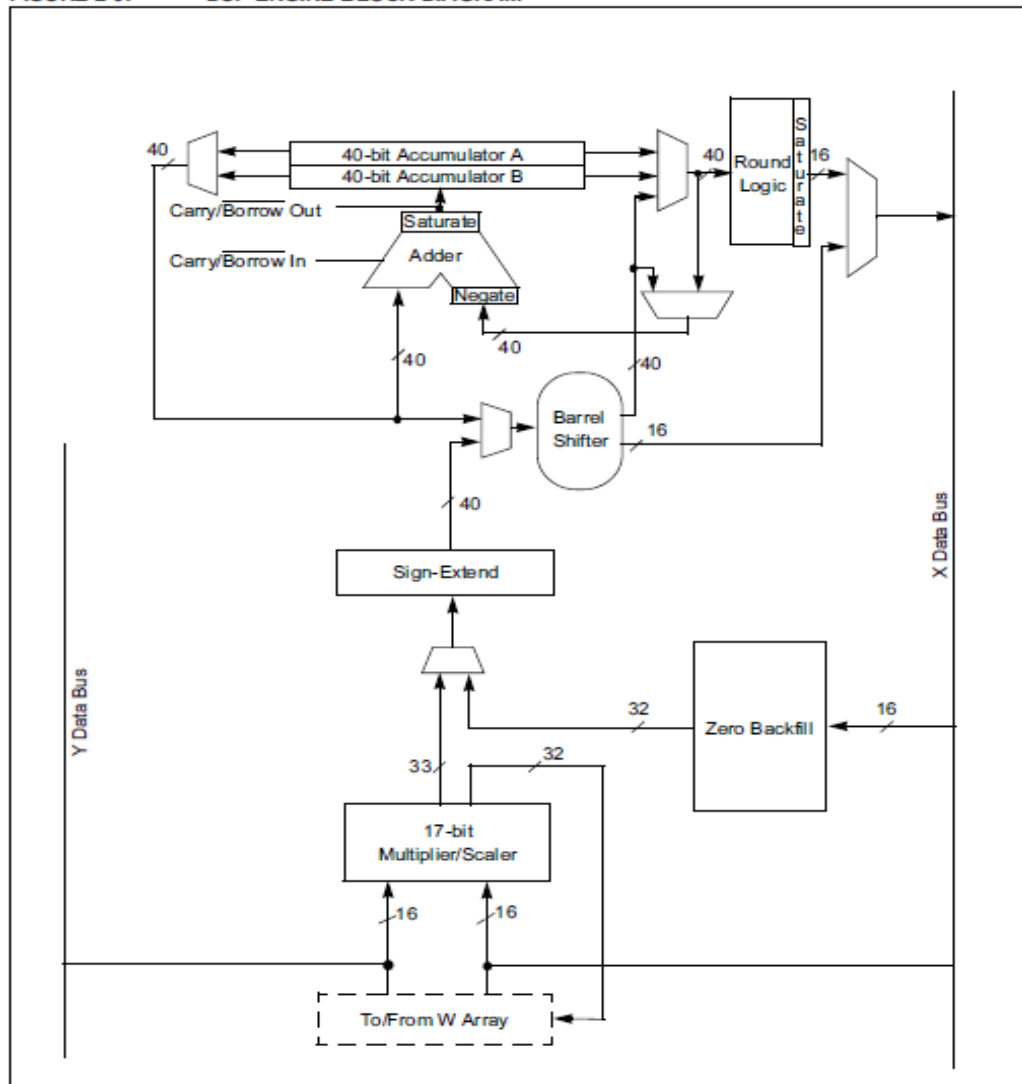 40-bit Accumulator A
40-bit Accumulator B
40
Carry/Borrow Out
Carry/Borrow In
Saturate
Adder
Negate
40
Round
Logic
Saturate
16
40
40
40
Barrel
Shifter
16
40
Sign-Extend
Y Data Bus
X Data Bus
32
Zero Backfill
16
33
32
17-bit
Multiplier/Scaler
16
16
To/From W Array